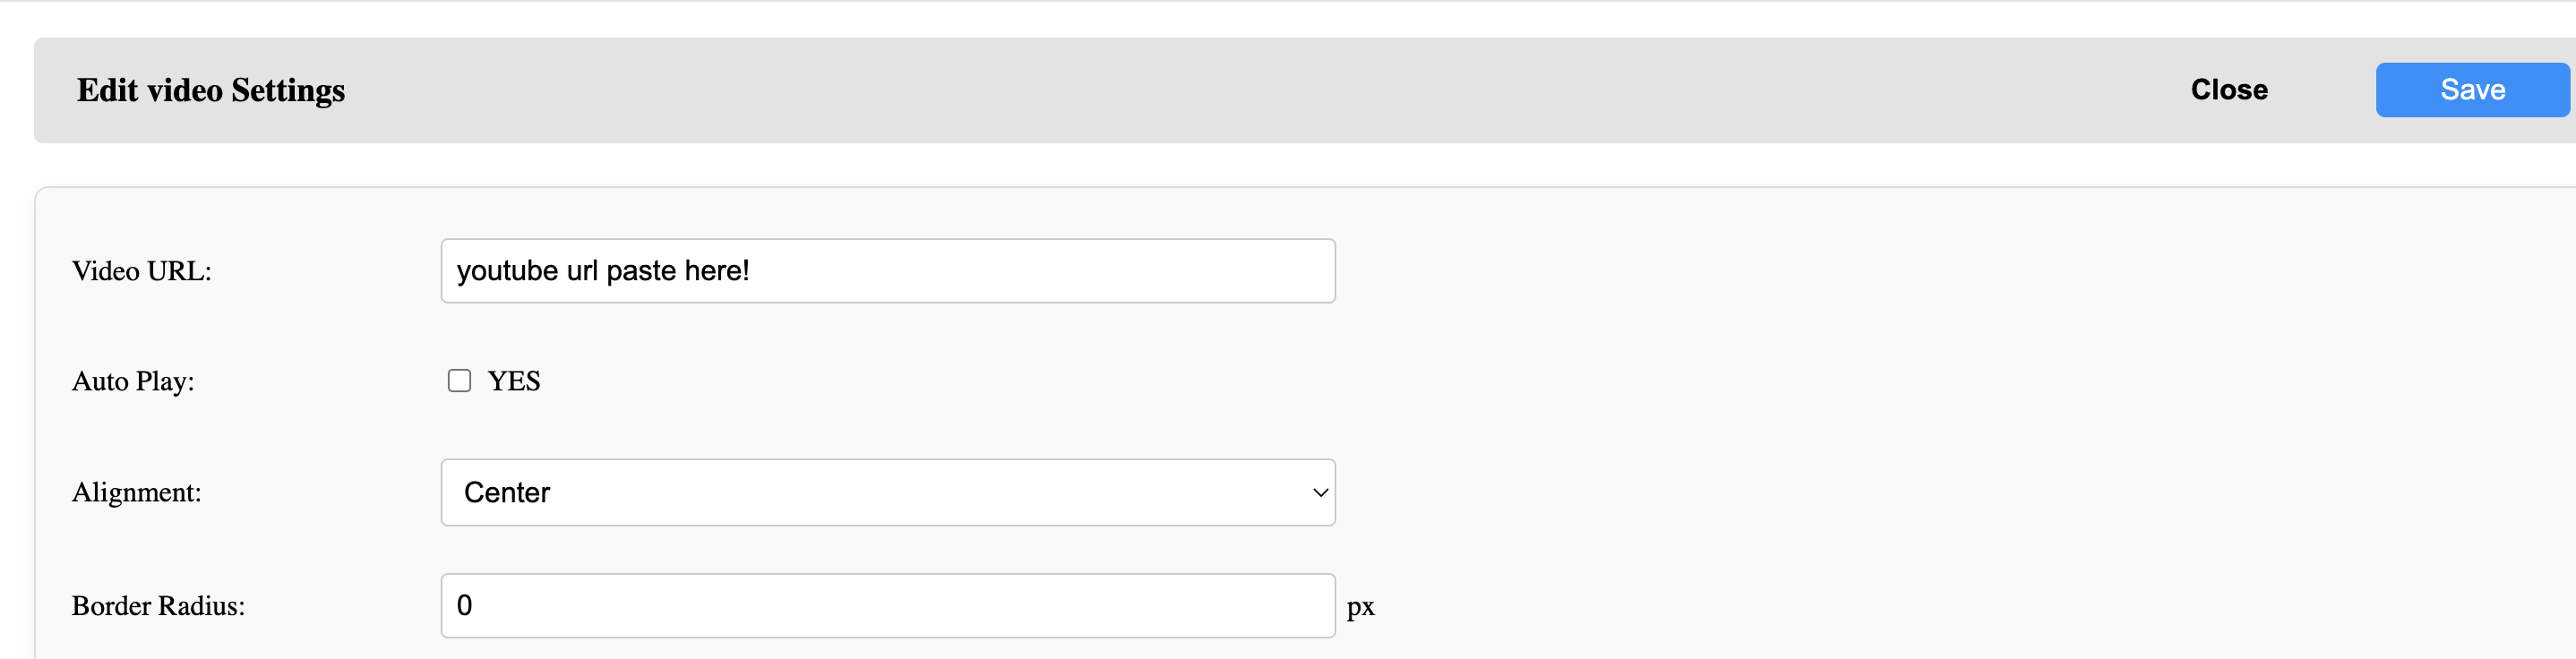 Edit video Settings
Close
Save
Video URL:
youtube url paste here!
Auto Play:
YES
Alignment:
Center
Border Radius:
0
px